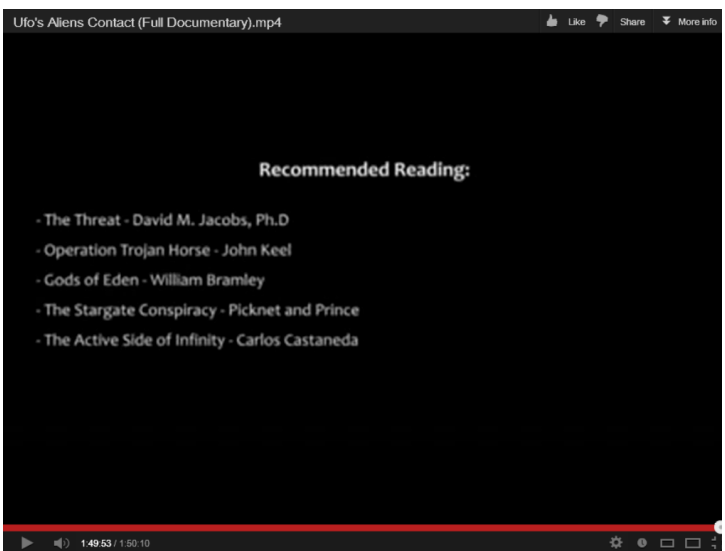 Ufo's Aliens Contact (Full Documentary).mp4 Like Share More info
Recommended Reading:
- The Threat - David M. Jacobs, Ph.D
- Operation Trojan Horse - John Keel
- Gods of Eden - William Bramley
- The Stargate Conspiracy - Picknet and Prince
- The Active Side of Infinity - Carlos Castaneda
1:49:53 / 1:50:10